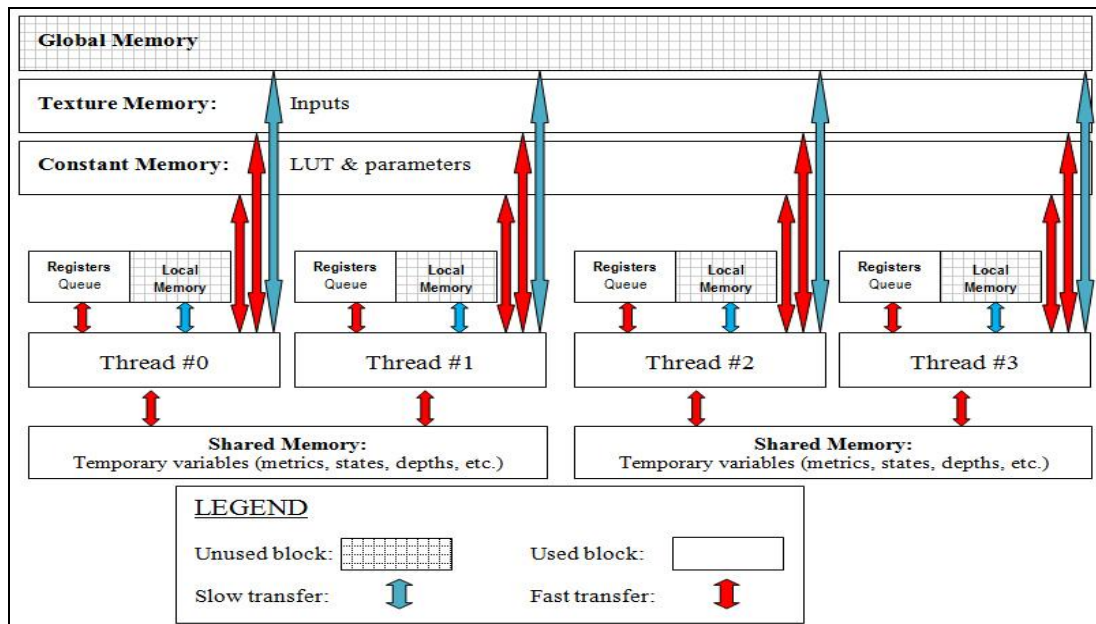 Global Memory
Texture Memory: Inputs
Constant Memory: LUT & parameters
Registers Queue
Local Memory
Registers Queue
Local Memory
Registers Queue
Local Memory
Registers Queue
Local Memory
Thread #0
Thread #1
Thread #2
Thread #3
Shared Memory:
Temporary variables (metrics, states, depths, etc.)
Shared Memory:
Temporary variables (metrics, states, depths, etc.)
LEGEND
Unused block:
Used block:
Slow transfer:
Fast transfer: